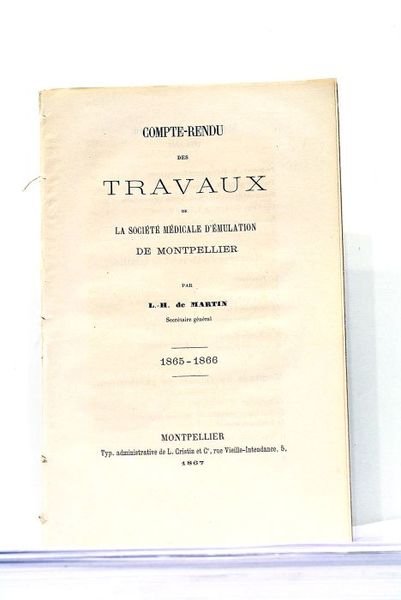 COMPTE-RENDU
DES
TRAVAUX
DE
LA SOCIÉTÉ MÉDICALE D'ÉMULATION
DE MONTPELLIER
PAR
L.-H. de MARTIN
Secrétaire général
1865-1866
MONTPELLIER
Typ. administrative de L. Cristin et Cᵉ, rue Vieille-Intendance. 5.
1867